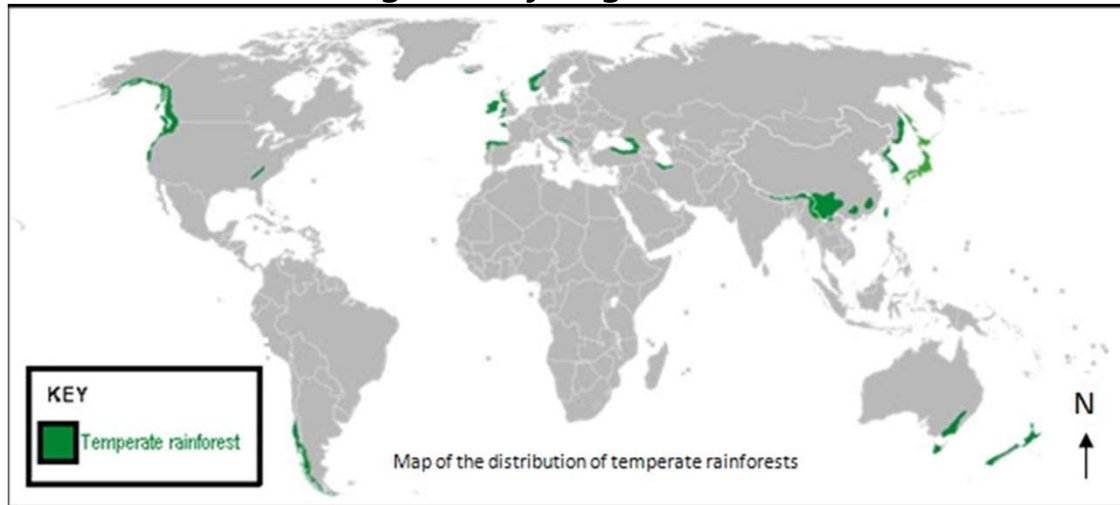 KEY
Temperate rainforest
Map of the distribution of temperate rainforests
N